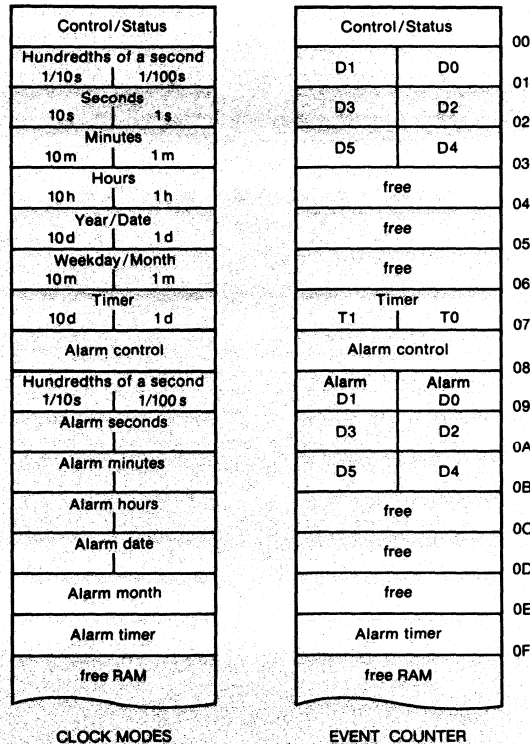 Control/Status
Hundredths of a second
1/10s 1/100s
Seconds
10s 1s
Minutes
10m 1m
Hours
10h 1h
Year/Date
10d 1d
Weekday/Month
10m 1m
Timer
10d 1d
Alarm control
Hundredths of a second
1/10s 1/100s
Alarm seconds
Alarm minutes
Alarm hours
Alarm date
Alarm month
Alarm timer
free RAM
CLOCK MODES
Control/Status
00
D1 D0
01
D3 D2
02
D5 D4
03
free
04
free
05
free
06
Timer
T1 T0
07
Alarm control
08
Alarm Alarm
D1 D0
09
D3 D2
0A
D5 D4
0B
free
0C
free
0D
free
0E
Alarm timer
0F
free RAM
EVENT COUNTER